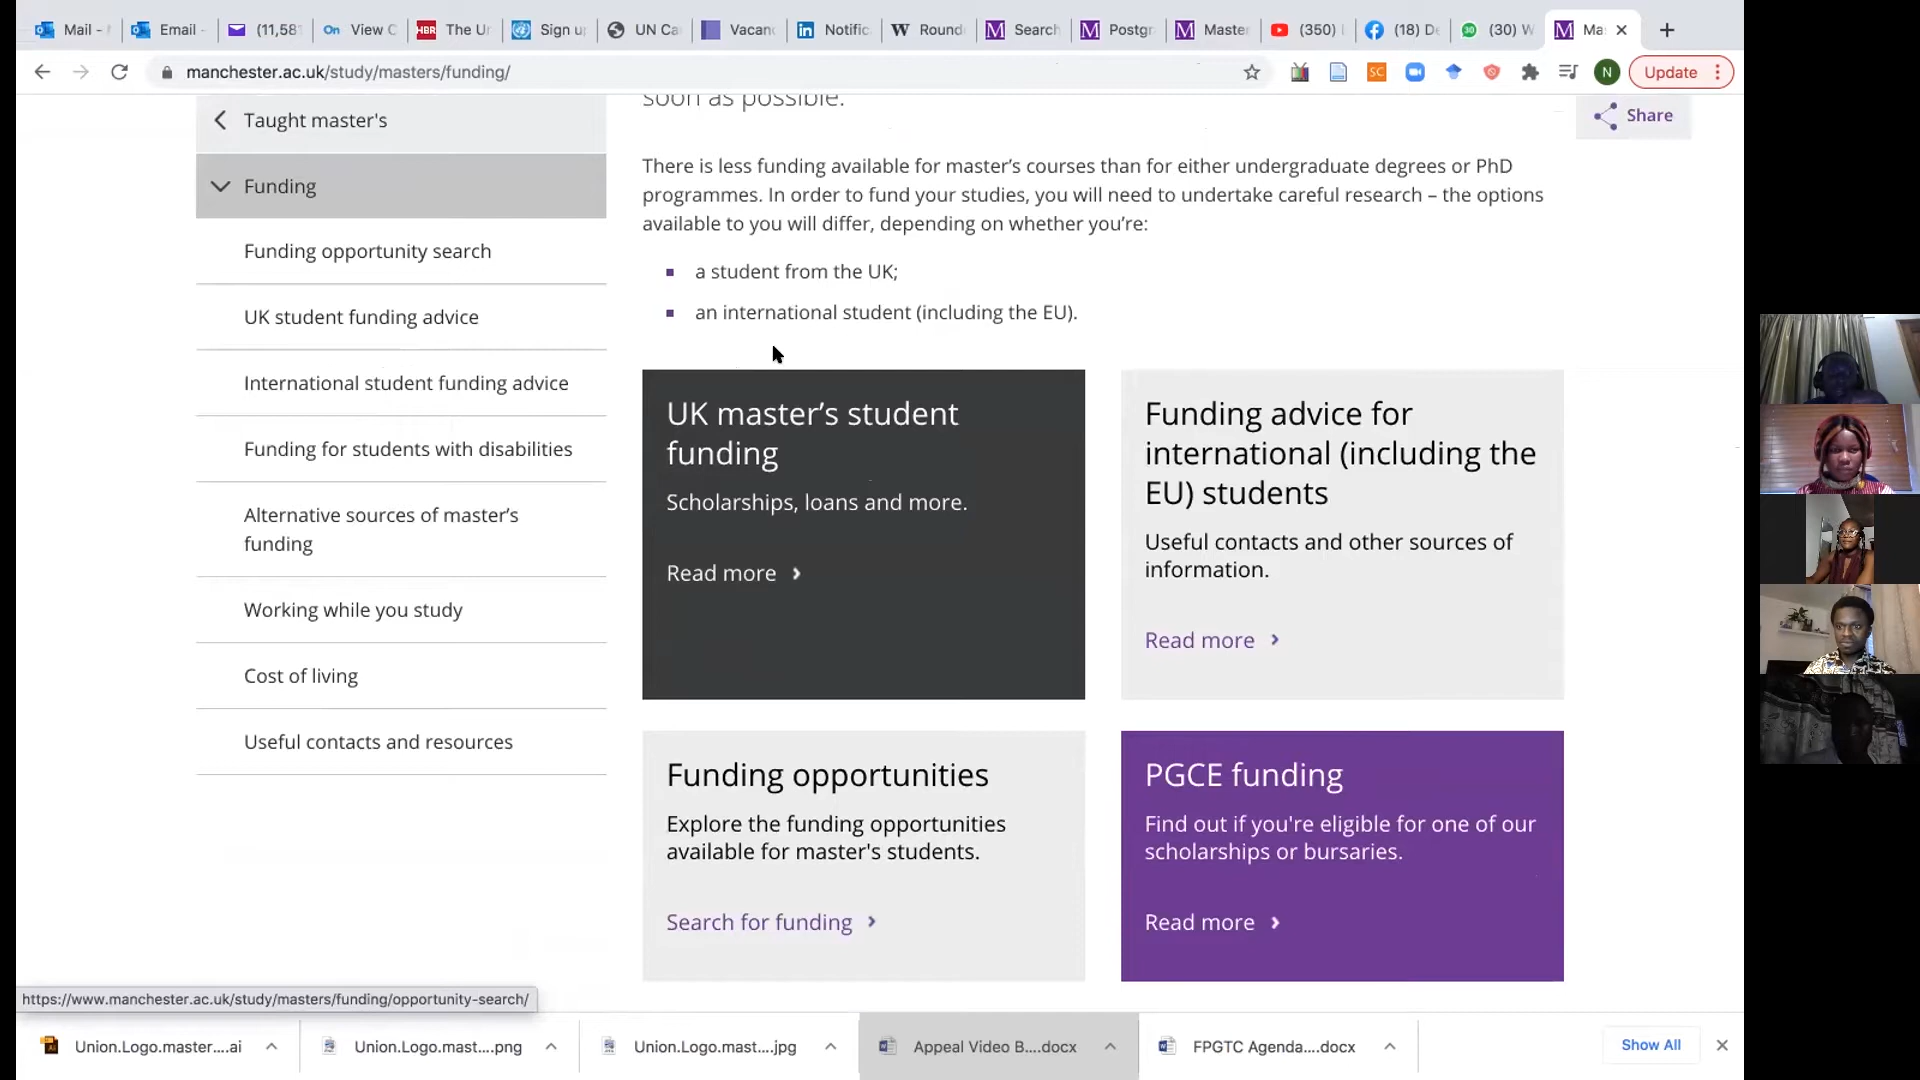 Mail -
Email
(11,581
On View C
HBR The Ur
Sign u
UN Ca
Vacan
in Notific
W Round
M Search
M Postgr
M Master
(350)
(18) D
(30) W
M Ma
manchester.ac.uk/study/masters/funding/
SC
N
Update
soon as possible.
Share
Taught master's
Funding
Funding opportunity search
UK student funding advice
International student funding advice
Funding for students with disabilities
Alternative sources of master’s
funding
Working while you study
Cost of living
Useful contacts and resources
There is less funding available for master’s courses than for either undergraduate degrees or PhD
programmes. In order to fund your studies, you will need to undertake careful research – the options
available to you will differ, depending on whether you’re:
a student from the UK;
an international student (including the EU).
UK master’s student
funding
Scholarships, loans and more.
Read more
Funding advice for
international (including the
EU) students
Useful contacts and other sources of
information.
Read more
Funding opportunities
Explore the funding opportunities
available for master's students.
Search for funding
PGCE funding
Find out if you're eligible for one of our
scholarships or bursaries.
Read more
https://www.manchester.ac.uk/study/masters/funding/opportunity-search/
Union.Logo.master....ai
Union.Logo.mast....png
Union.Logo.mast....jpg
Appeal Video B....docx
FPGTC Agenda....docx
Show All